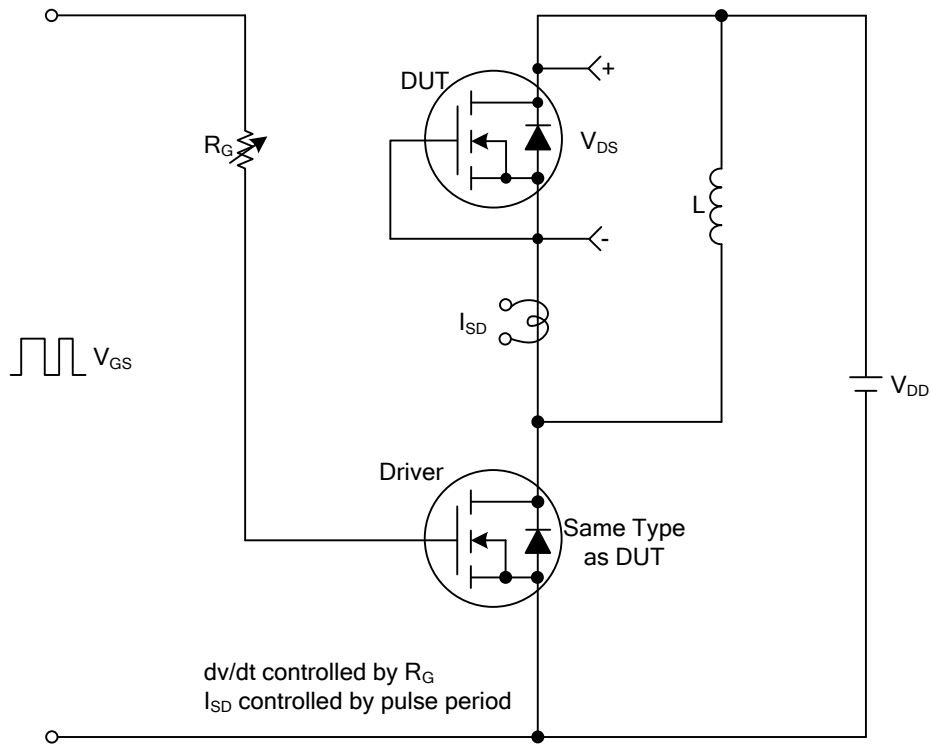 +
DUT
R_G
V_DS
L
-
I_SD
V_GS
V_DD
Driver
Same Type
as DUT
dv/dt controlled by R_G
I_SD controlled by pulse period